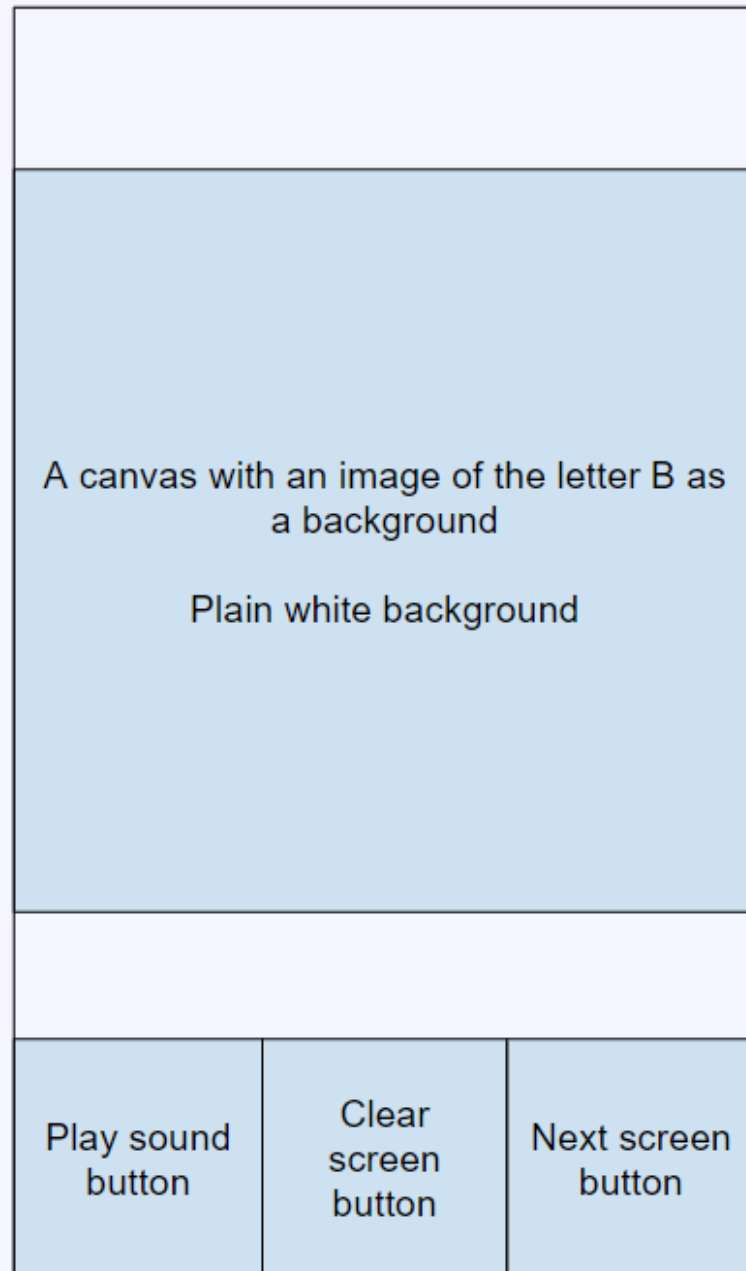 A canvas with an image of the letter B as
a background
Plain white background
Play sound
button
Clear
screen
button
Next screen
button